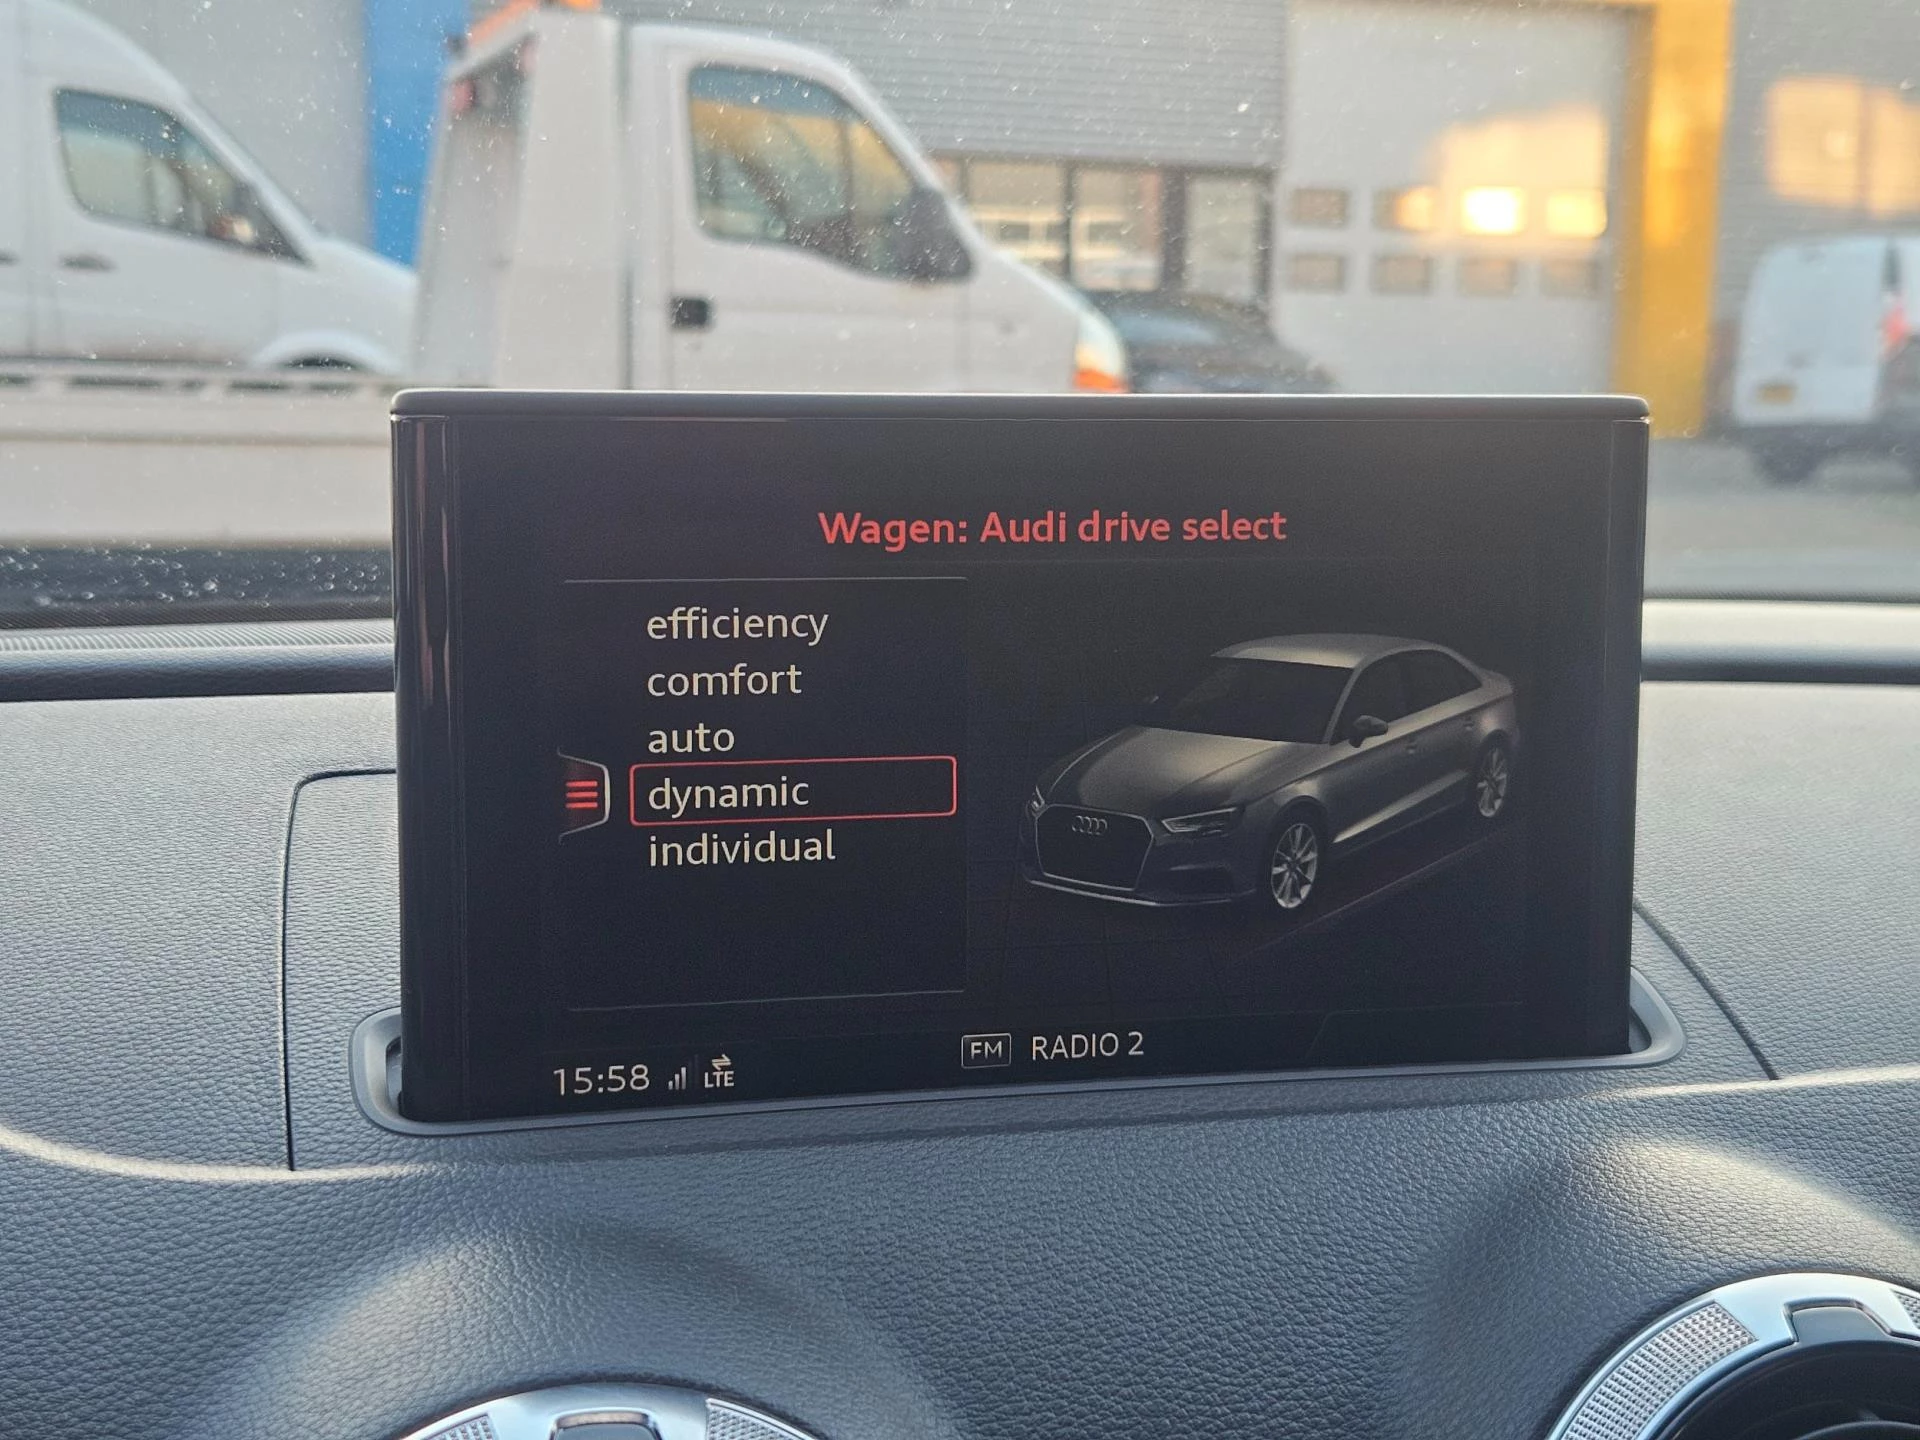 Wagen: Audi drive select
efficiency
comfort
auto
dynamic
individual
FM RADIO 2
15:58 LTE